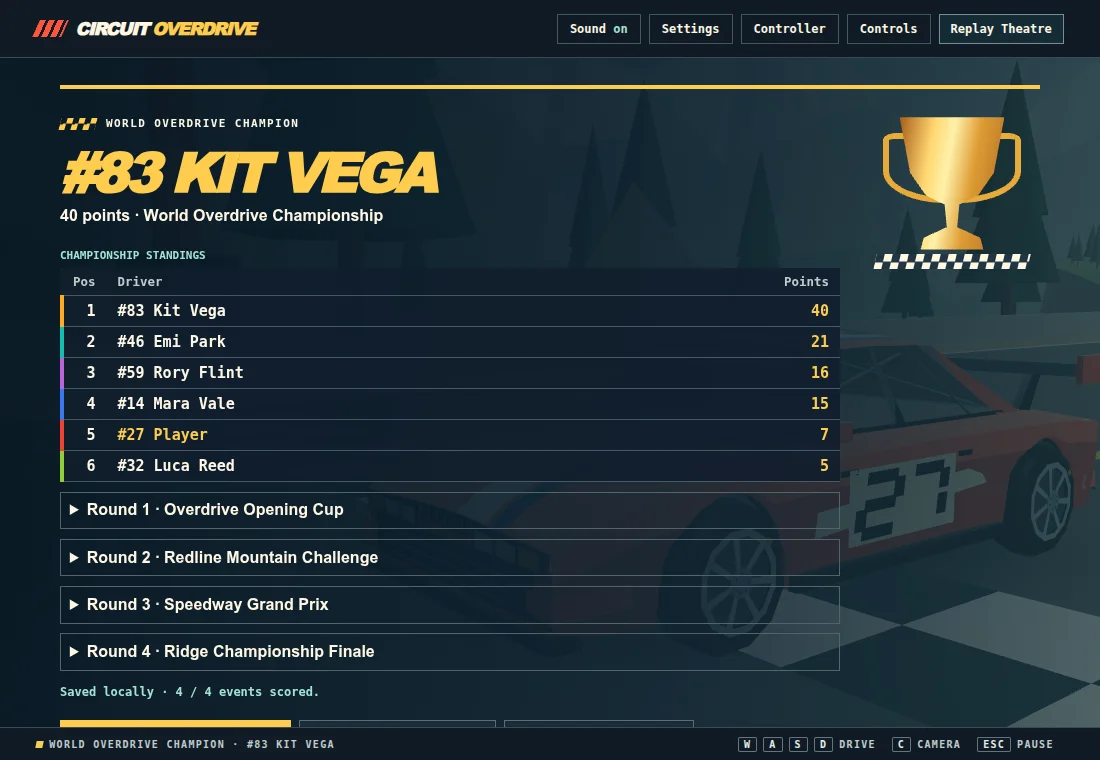 CIRCUIT OVERDRIVE
Sound on
Settings
Controller
Controls
Replay Theatre
WORLD OVERDRIVE CHAMPION
#83 KIT VEGA
40 points · World Overdrive Championship
CHAMPIONSHIP STANDINGS
Pos Driver Points
1 #83 Kit Vega 40
2 #46 Emi Park 21
3 #59 Rory Flint 16
4 #14 Mara Vale 15
5 #27 Player 7
6 #32 Luca Reed 5
27
Round 1 · Overdrive Opening Cup
Round 2 · Redline Mountain Challenge
Round 3 · Speedway Grand Prix
Round 4 · Ridge Championship Finale
Saved locally · 4 / 4 events scored.
WORLD OVERDRIVE CHAMPION · #83 KIT VEGA
W A S D DRIVE C CAMERA ESC PAUSE